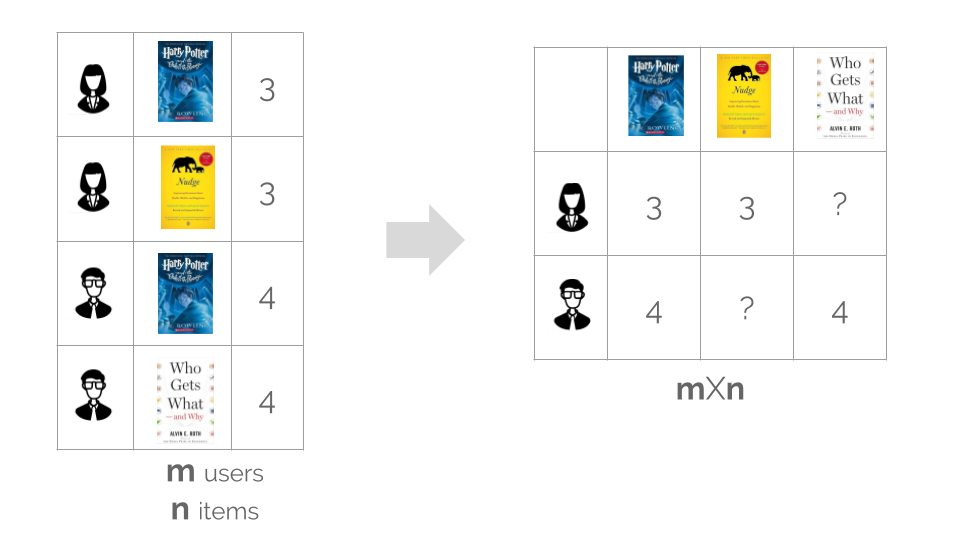 Harry Potter
3
Nudge
3
Harry Potter
4
Who
Gets
What
— and Why
ALVIN E. ROTH
4
m users
n items
Harry Potter
Nudge
Who
Gets
What
—and Why
ALVIN E. ROTH
3
3
?
4
?
4
mXn